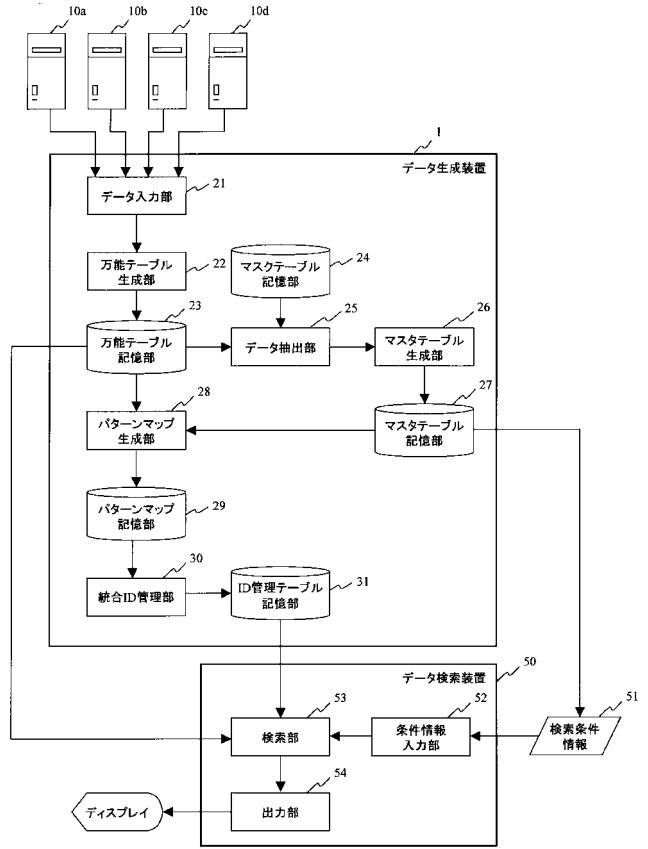 10a 10b 10c 10d
1
データ生成装置
21
データ入力部
22
万能テーブル
生成部
24
マスクテーブル
記憶部
23
万能テーブル
記憶部
25
データ抽出部
26
マスタテーブル
生成部
27
マスタテーブル
記憶部
28
パターンマップ
生成部
29
パターンマップ
記憶部
30
統合ID管理部
31
ID管理テーブル
記憶部
50
データ検索装置
53
検索部
52
条件情報
入力部
51
検索条件
情報
54
出力部
ディスプレイ